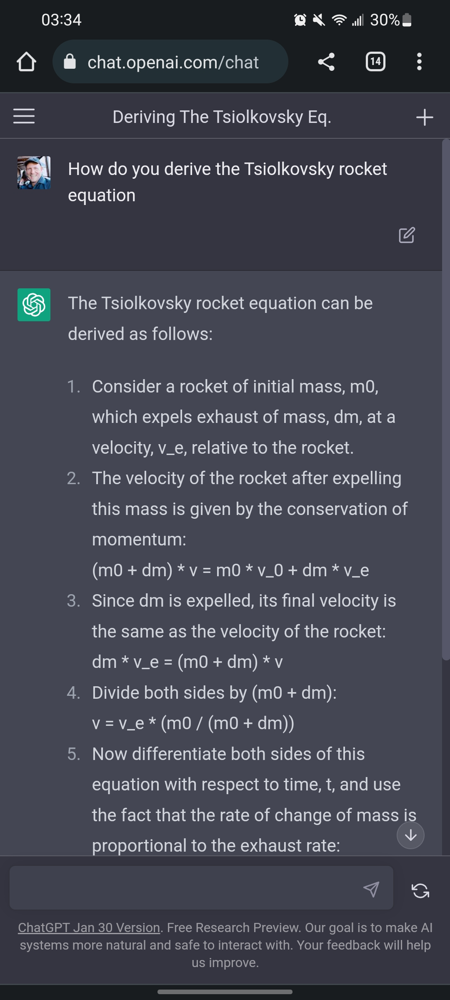 03:34
30%
chat.openai.com/chat
14
Deriving The Tsiolkovsky Eq.
How do you derive the Tsiolkovsky rocket
equation
The Tsiolkovsky rocket equation can be
derived as follows:
1. Consider a rocket of initial mass, m0,
which expels exhaust of mass, dm, at a
velocity, v_e, relative to the rocket.
2. The velocity of the rocket after expelling
this mass is given by the conservation of
momentum:
(m0 + dm) * v = m0 * v_0 + dm * v_e
3. Since dm is expelled, its final velocity is
the same as the velocity of the rocket:
dm * v_e = (m0 + dm) * v
4. Divide both sides by (m0 + dm):
v = v_e * (m0 / (m0 + dm))
5. Now differentiate both sides of this
equation with respect to time, t, and use
the fact that the rate of change of mass is
proportional to the exhaust rate:
ChatGPT Jan 30 Version. Free Research Preview. Our goal is to make AI
systems more natural and safe to interact with. Your feedback will help
us improve.